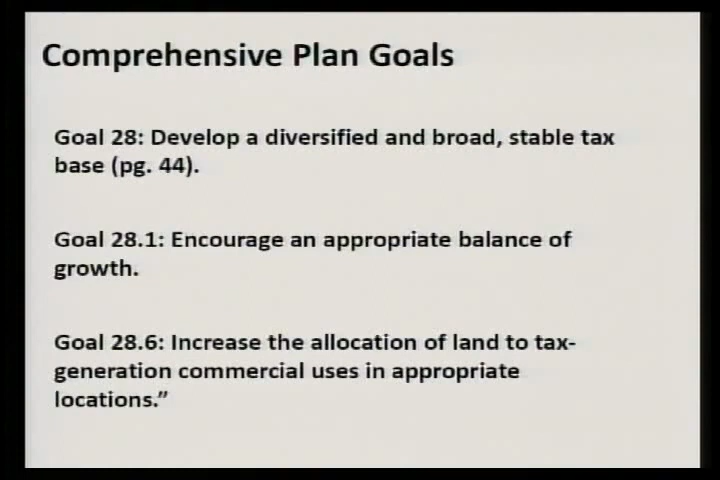 Comprehensive Plan Goals
Goal 28: Develop a diversified and broad, stable tax
base (pg. 44).
Goal 28.1: Encourage an appropriate balance of
growth.
Goal 28.6: Increase the allocation of land to tax-
generation commercial uses in appropriate
locations.”